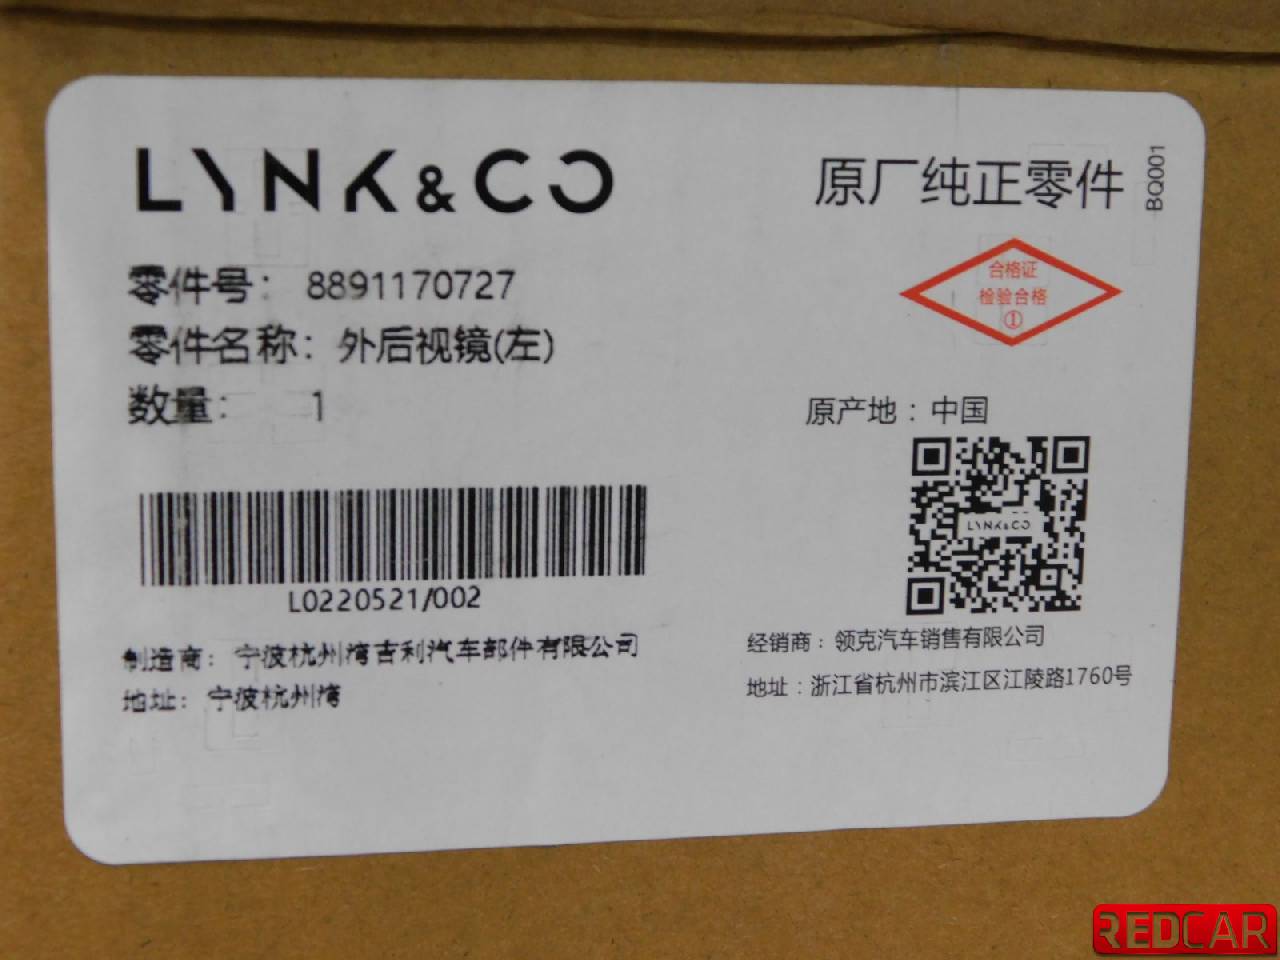 LYNK&CO
原厂纯正零件
BQ001
零件号： 8891170727
合格证
检验合格
①
零件名称：外后视镜(左)
数量： 1
原产地：中国
LYNK&CO
L0220521/002
制造商：宁波杭州湾吉利汽车部件有限公司
地址：宁波杭州湾
经销商：领克汽车销售有限公司
地址：浙江省杭州市滨江区江陵路1760号
REDCAR